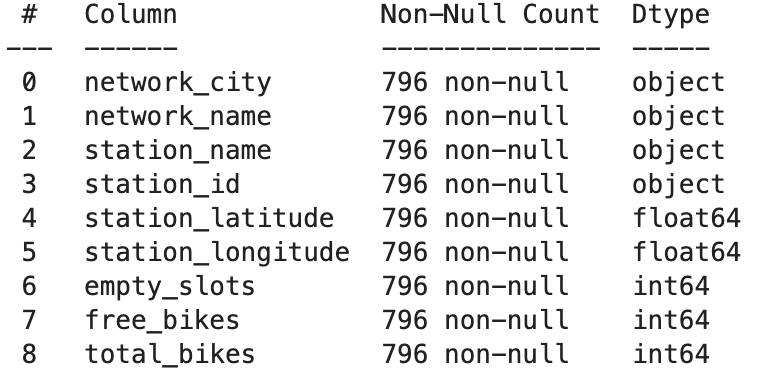 #   Column             Non-Null Count  Dtype
---  ------             --------------  -----
0   network_city       796 non-null    object
1   network_name       796 non-null    object
2   station_name       796 non-null    object
3   station_id         796 non-null    object
4   station_latitude   796 non-null    float64
5   station_longitude  796 non-null    float64
6   empty_slots        796 non-null    int64
7   free_bikes         796 non-null    int64
8   total_bikes        796 non-null    int64